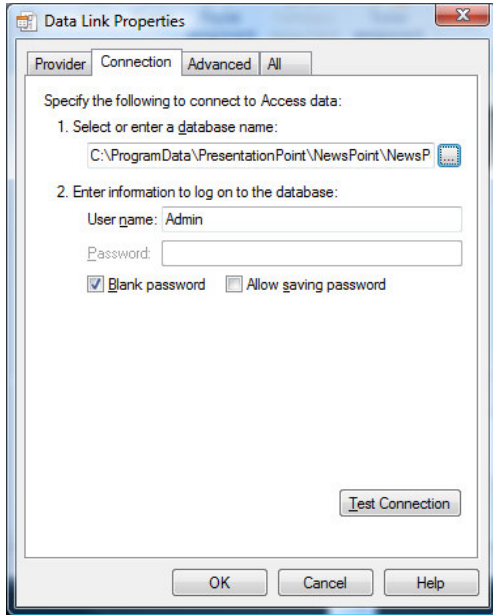 Data Link Properties
Provider Connection Advanced All
Specify the following to connect to Access data:
1. Select or enter a database name:
C:\ProgramData\PresentationPoint\NewsPoint\NewsP ...
2. Enter information to log on to the database:
User name: Admin
Password:
Blank password Allow saving password
Test Connection
OK Cancel Help